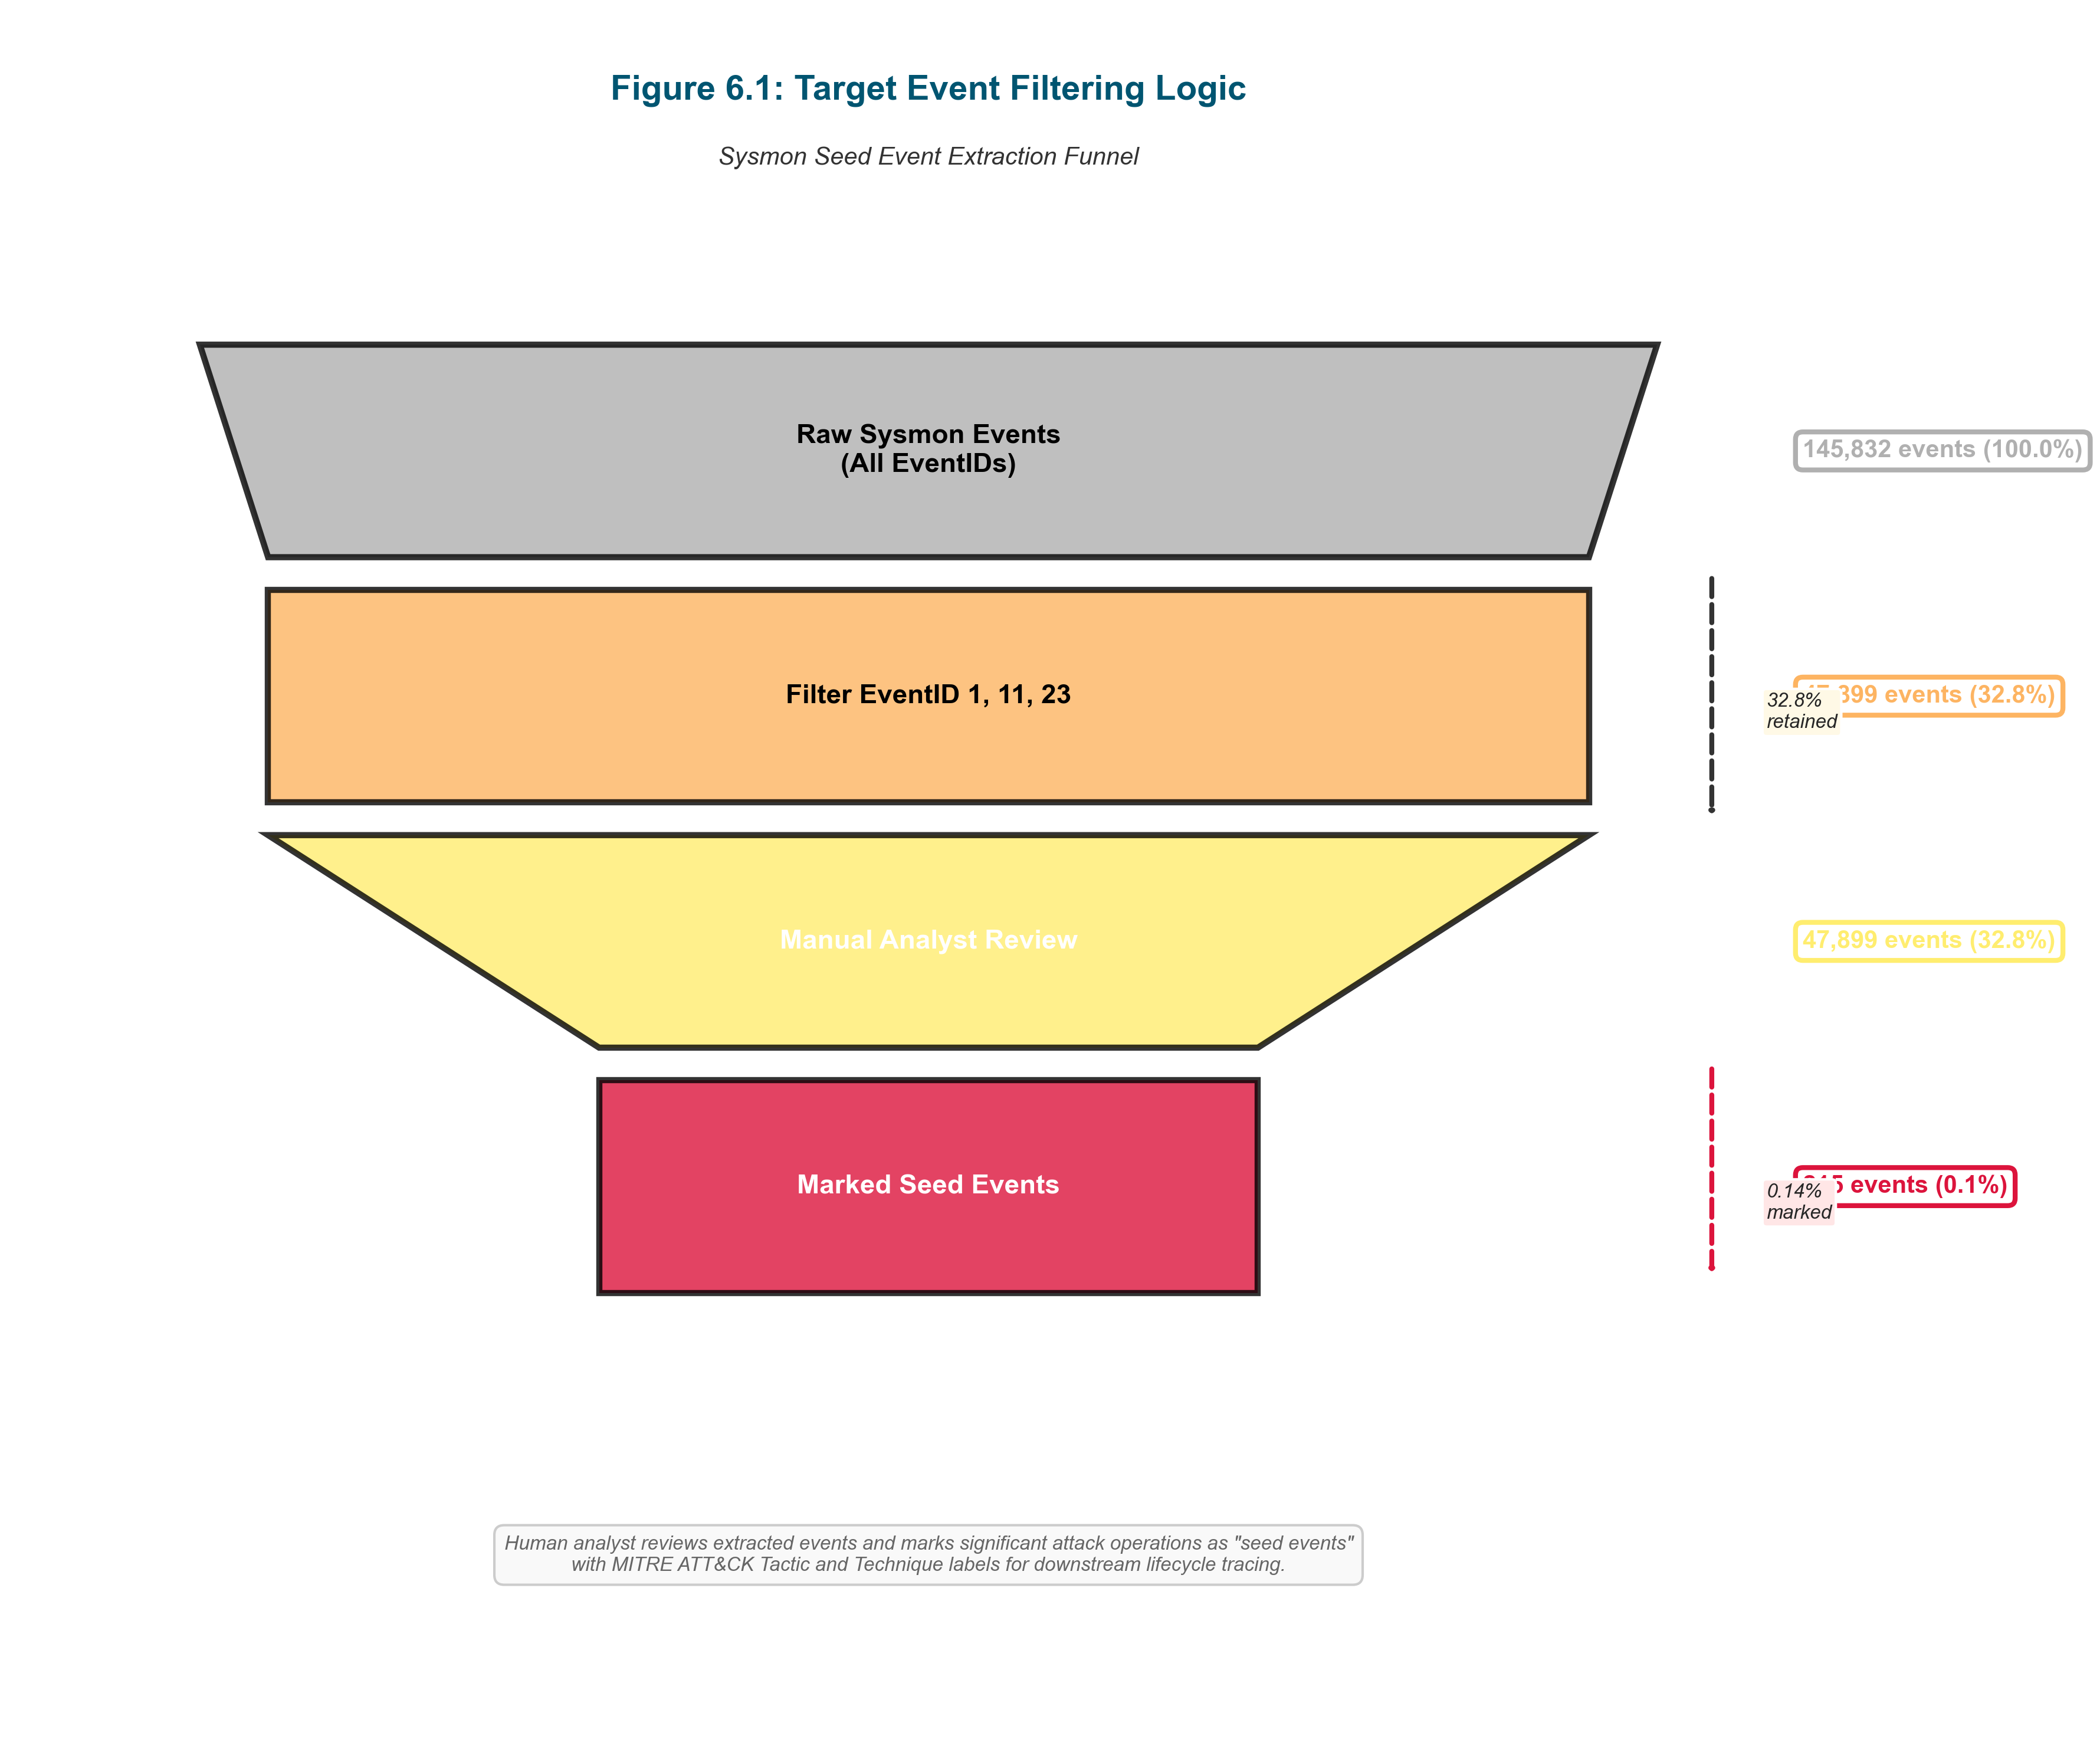 Figure 6.1: Target Event Filtering Logic
Sysmon Seed Event Extraction Funnel
Raw Sysmon Events
(All EventIDs)
145,832 events (100.0%)
Filter EventID 1, 11, 23
events (32.8%)
32.8%
retained
Manual Analyst Review
47,899 events (32.8%)
Marked Seed Events
events (0.1%)
0.14%
marked
Human analyst reviews extracted events and marks significant attack operations as "seed events"
with MITRE ATT&CK Tactic and Technique labels for downstream lifecycle tracing.